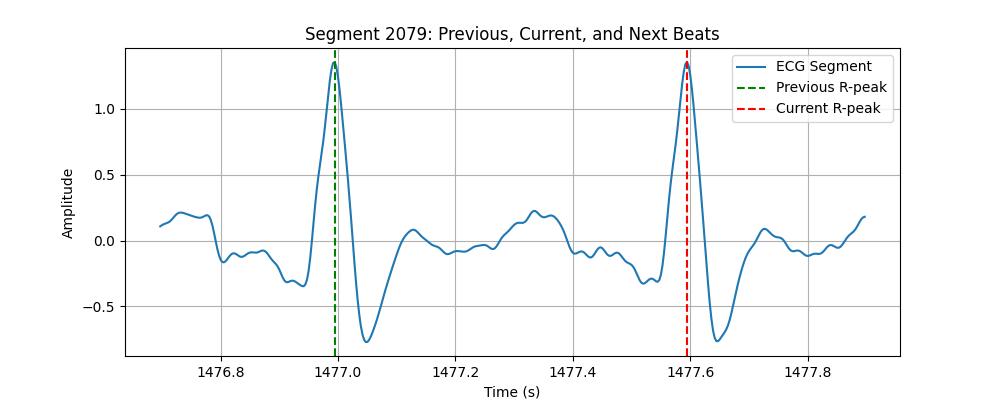 Segment 2079: Previous, Current, and Next Beats
ECG Segment
Previous R-peak
Current R-peak
Amplitude
1.0
0.5
0.0
−0.5
1476.8 1477.0 1477.2 1477.4 1477.6 1477.8
Time (s)